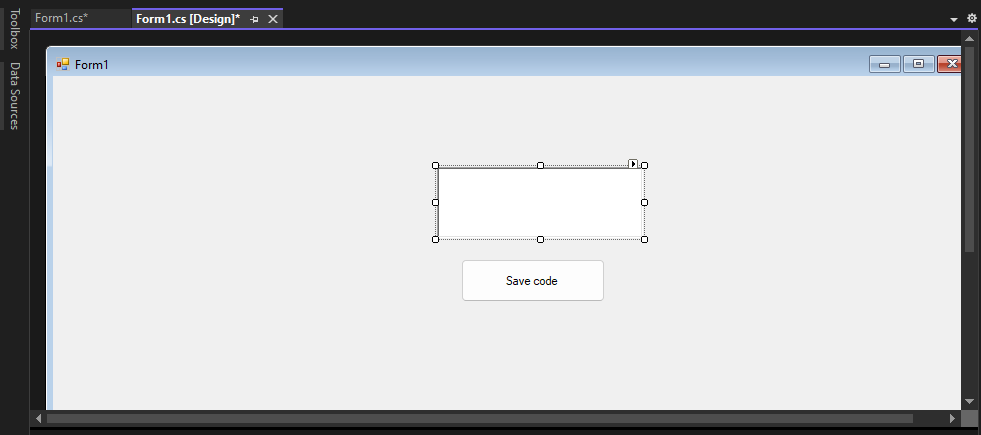 Toolbox
Data Sources
Form1.cs*
Form1.cs [Design]*
Form1
Save code